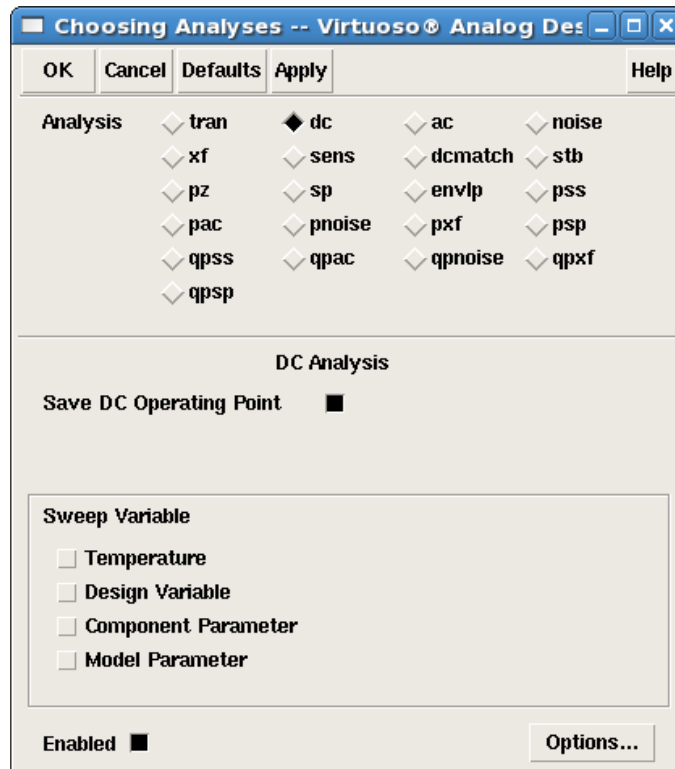 Choosing Analyses -- Virtuoso® Analog Des
OK Cancel Defaults Apply Help
Analysis tran dc ac noise
xf sens dcmatch stb
pz sp envlp pss
pac pnoise pxf psp
qpss qpac qpnoise qpxf
qpsp
DC Analysis
Save DC Operating Point
Sweep Variable
Temperature
Design Variable
Component Parameter
Model Parameter
Enabled Options...